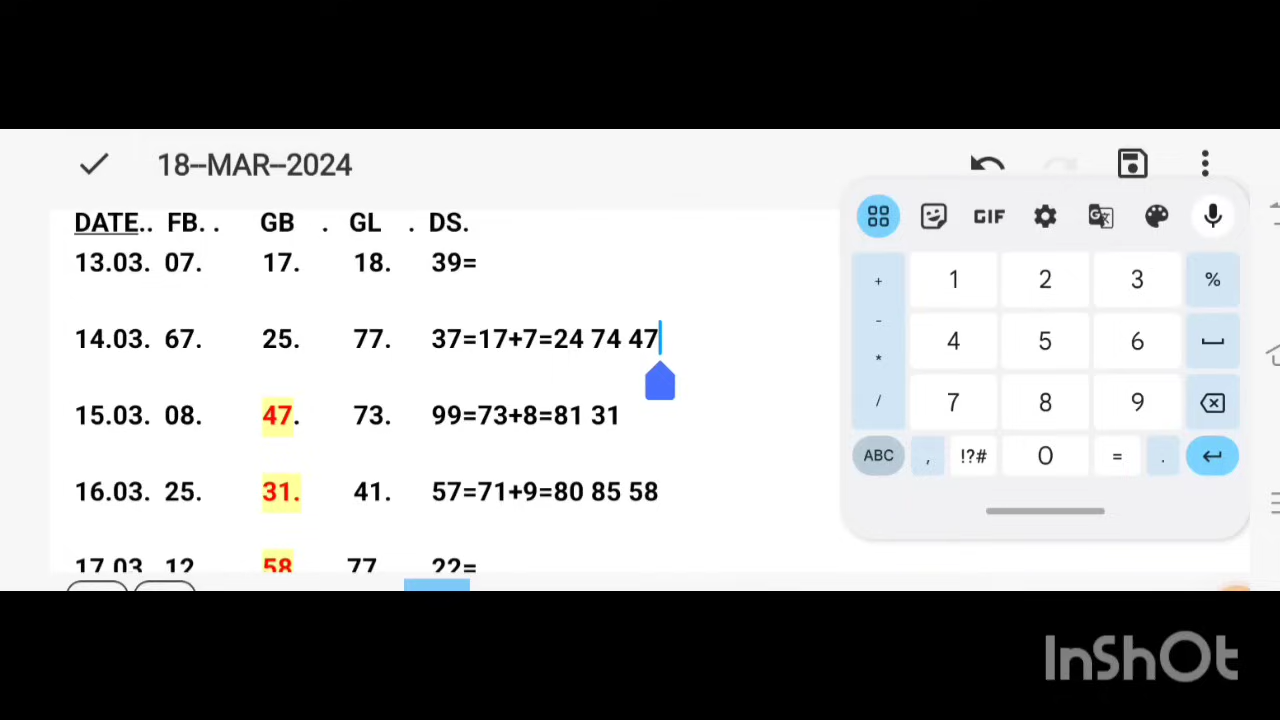 18--MAR--2024
DATE.. FB. . GB . GL . DS.
13.03. 07. 17. 18. 39=
14.03. 67. 25. 77. 37=17+7=24 74 47
15.03. 08. 47. 73. 99=73+8=81 31
16.03. 25. 31. 41. 57=71+9=80 85 58
17.03 12 58 77 22=
GIF
+ 1 2 3 %
- 4 5 6
*
/ 7 8 9
ABC , !?# 0 = .
InShOt